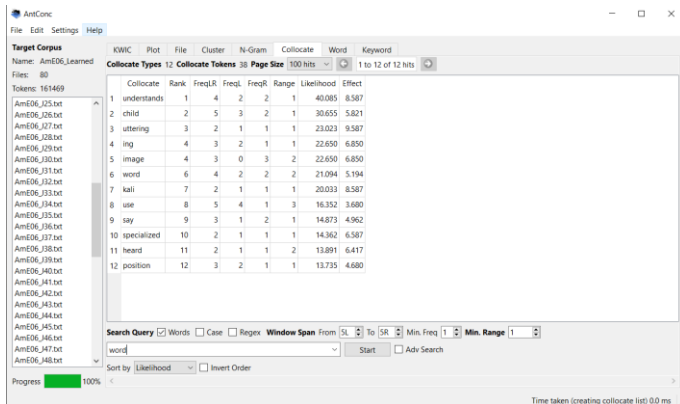 AntConc
File Edit Settings Help
Target Corpus
Name: AmE06_Learned
Files: 80
Tokens: 161469
AmE06_J25.txt
AmE06_J26.txt
AmE06_J27.txt
AmE06_J28.txt
AmE06_J29.txt
AmE06_J30.txt
AmE06_J31.txt
AmE06_J32.txt
AmE06_J33.txt
AmE06_J34.txt
AmE06_J35.txt
AmE06_J36.txt
AmE06_J37.txt
AmE06_J38.txt
AmE06_J39.txt
AmE06_J40.txt
AmE06_J41.txt
AmE06_J42.txt
AmE06_J43.txt
AmE06_J44.txt
AmE06_J45.txt
AmE06_J46.txt
AmE06_J47.txt
AmE06_J48.txt
Progress 100%
KWIC Plot File Cluster N-Gram Collocate Word Keyword
Collocate Types 12 Collocate Tokens 38 Page Size 100 hits 1 to 12 of 12 hits
Collocate Rank FreqLR FreqL FreqR Range Likelihood Effect
1 understands 1 4 2 2 1 40.085 8.587
2 child 2 5 3 2 1 30.655 5.821
3 uttering 3 2 1 1 1 23.023 9.587
4 ing 4 3 2 1 1 22.650 6.850
5 image 4 3 0 3 2 22.650 6.850
6 word 6 4 2 2 2 21.094 5.194
7 kali 7 2 1 1 1 20.033 8.587
8 use 8 5 4 1 3 16.352 3.680
9 say 9 3 1 2 1 14.873 4.962
10 specialized 10 2 1 1 1 14.362 6.587
11 heard 11 2 1 1 2 13.891 6.417
12 position 12 3 2 1 1 13.735 4.680
Search Query Words Case Regex Window Span From 5L To 5R Min. Freq 1 Min. Range 1
word Start Adv Search
Sort by Likelihood Invert Order
Time taken (creating collocate list) 0.0 ms